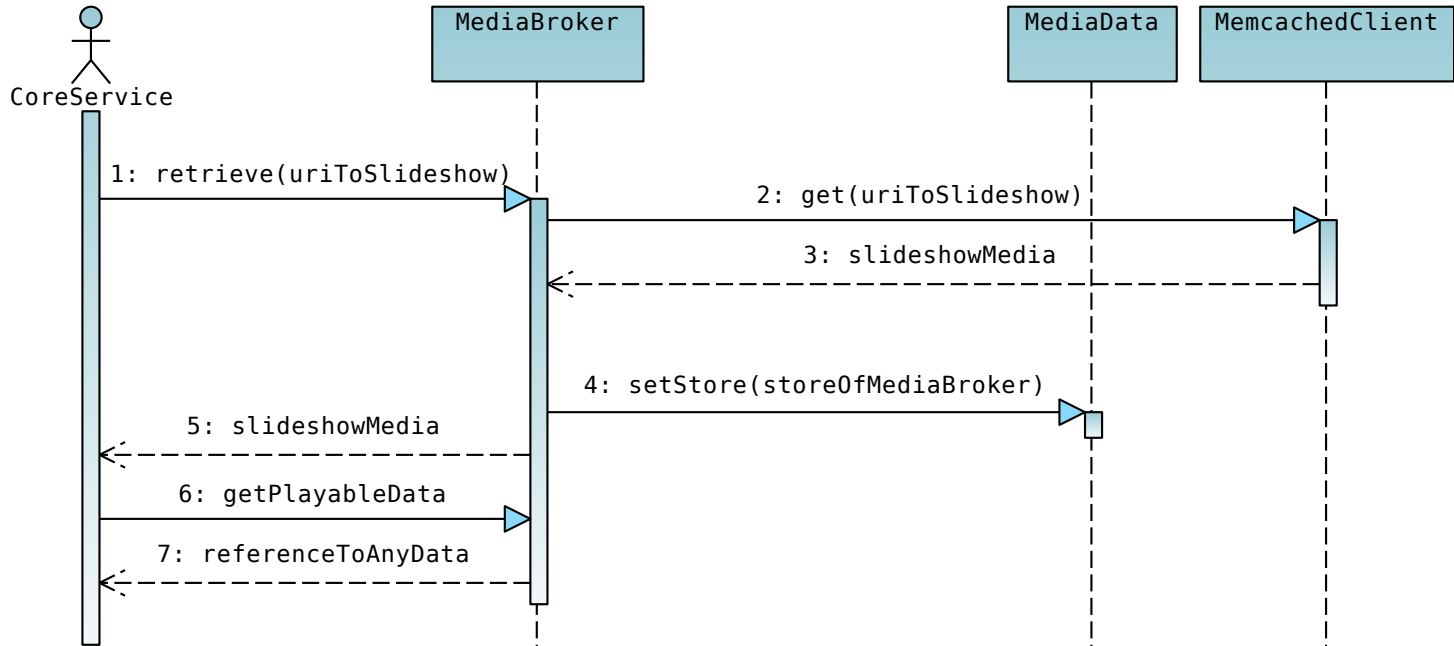 MediaBroker
MediaData
MemcachedClient
CoreService
1: retrieve(uriToSlideshow)
2: get(uriToSlideshow)
3: slideshowMedia
4: setStore(storeOfMediaBroker)
5: slideshowMedia
6: getPlayableData
7: referenceToAnyData